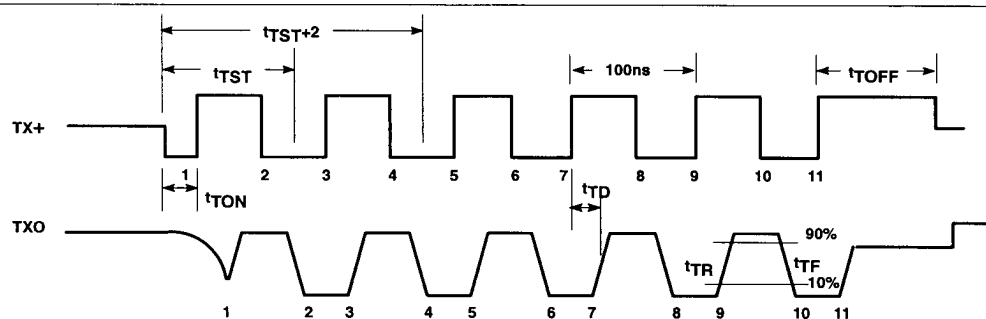 tTST+2
tTST
100ns
tTOFF
TX+
1 2 3 4 5 6 7 8 9 10 11
tTON
tTD
TXO
90%
tTR
tTF
10%
1 2 3 4 5 6 7 8 9 10 11